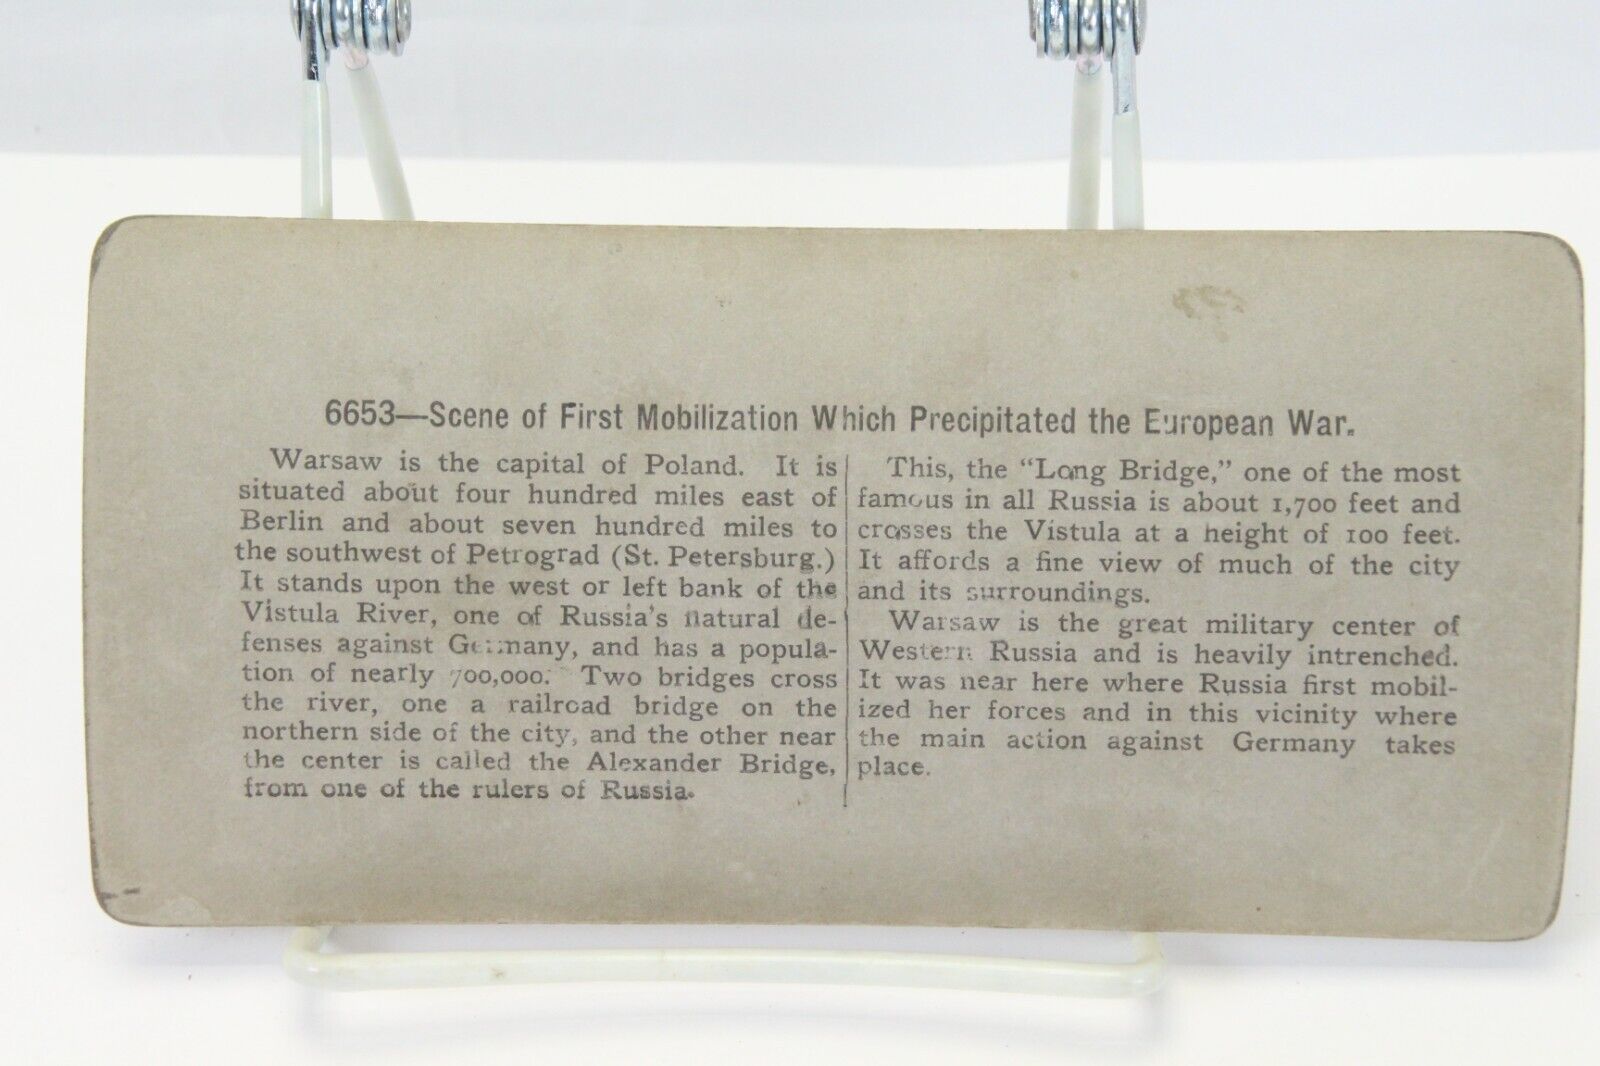 6653—Scene of First Mobilization Which Precipitated the European War.
Warsaw is the capital of Poland. It is
situated about four hundred miles east of
Berlin and about seven hundred miles to
the southwest of Petrograd (St. Petersburg.)
It stands upon the west or left bank of the
Vistula River, one of Russia's natural de-
fenses against Germany, and has a popula-
tion of nearly 700,000. Two bridges cross
the river, one a railroad bridge on the
northern side of the city, and the other near
the center is called the Alexander Bridge,
from one of the rulers of Russia.
This, the "Long Bridge," one of the most
famous in all Russia is about 1,700 feet and
crosses the Vistula at a height of 100 feet.
It affords a fine view of much of the city
and its surroundings.
Warsaw is the great military center of
Western Russia and is heavily intrenched.
It was near here where Russia first mobil-
ized her forces and in this vicinity where
the main action against Germany takes
place.